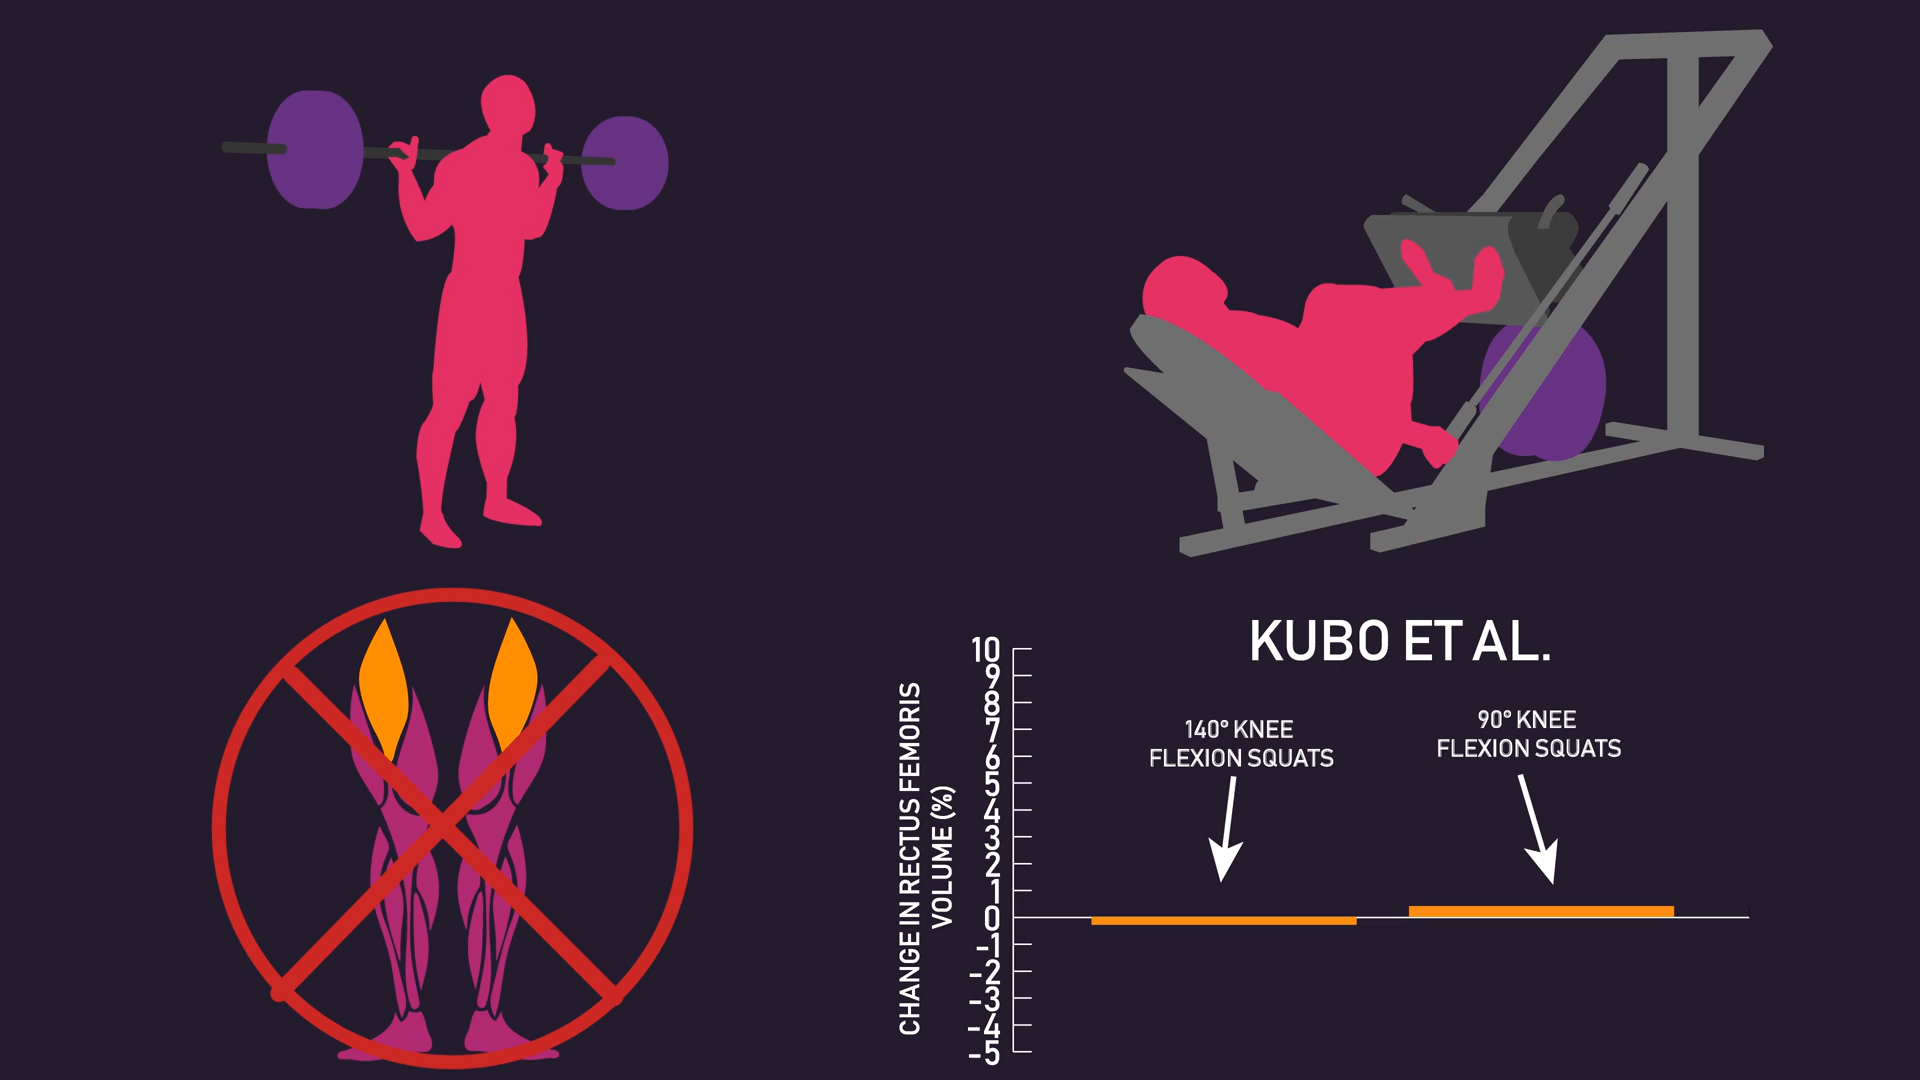 KUBO ET AL.
CHANGE IN RECTUS FEMORIS
VOLUME (%)
10
9
8
7
6
5
4
3
2
1
0
-1
-2
-3
-4
-5
140° KNEE
FLEXION SQUATS
90° KNEE
FLEXION SQUATS